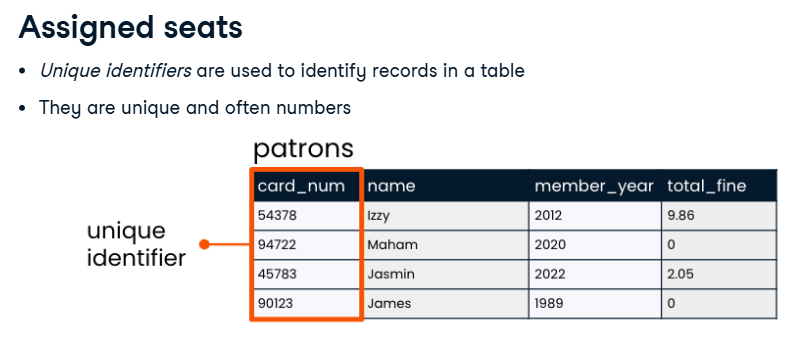 Assigned seats
• Unique identifiers are used to identify records in a table
• They are unique and often numbers
patrons
card_num name member_year total_fine
54378 Izzy 2012 9.86
unique identifier
94722 Maham 2020 0
45783 Jasmin 2022 2.05
90123 James 1989 0